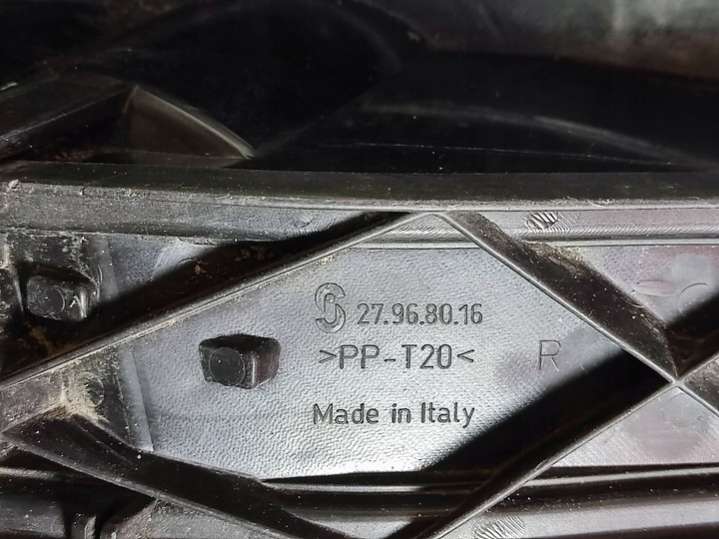 27.96.80.16
>PP-T20< R
Made in Italy